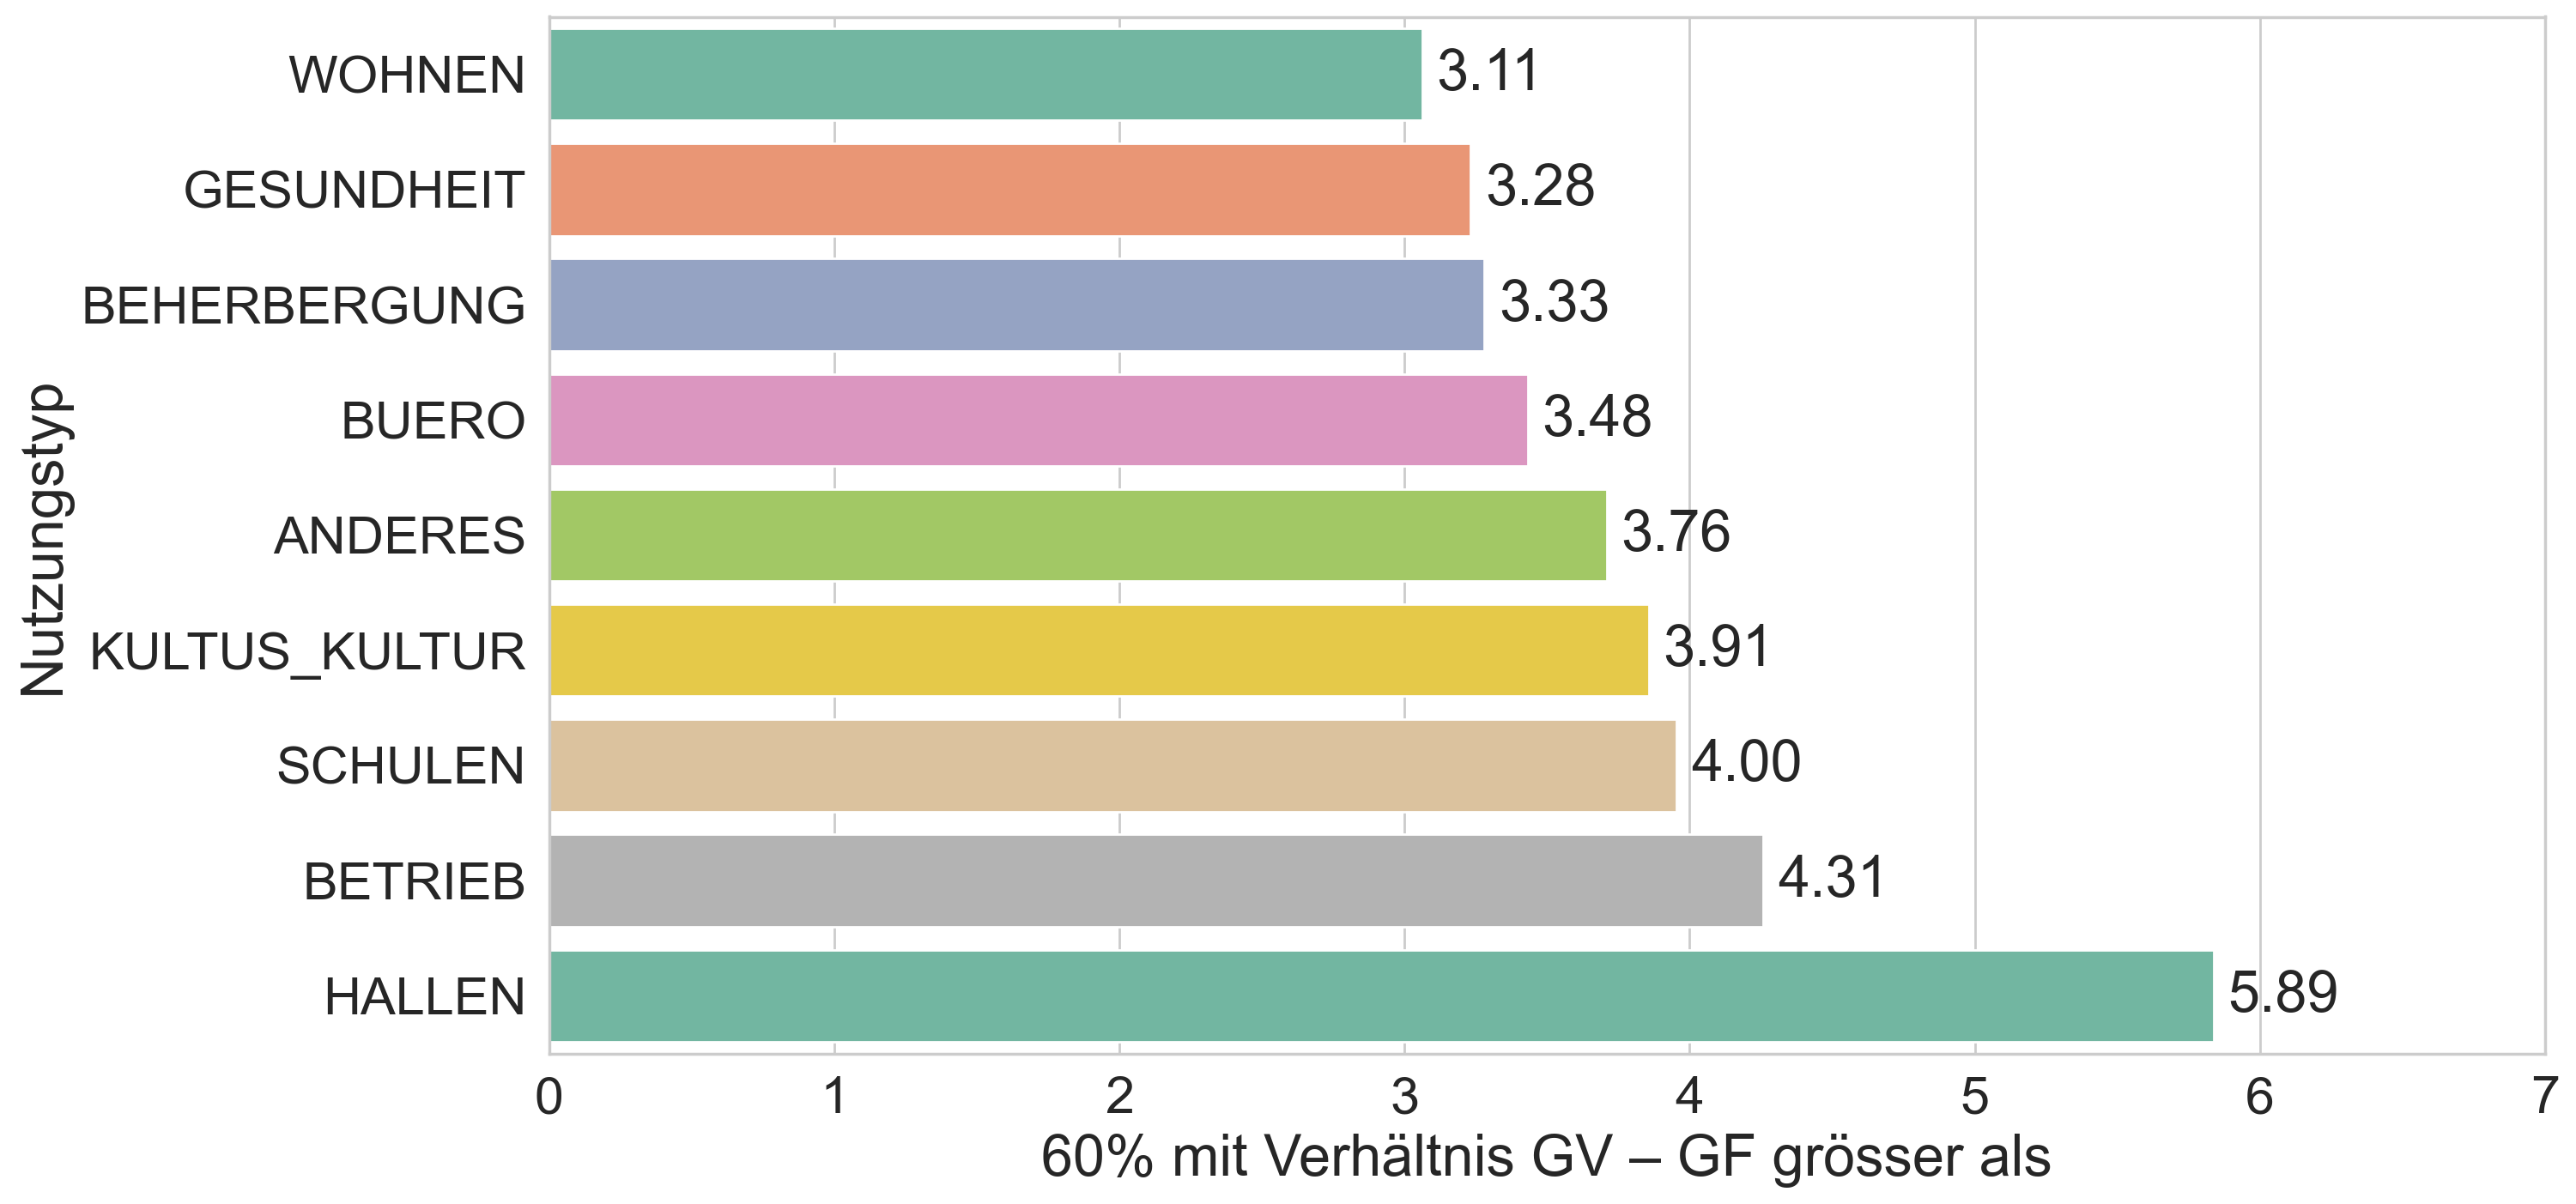 WOHNEN 3.11
GESUNDHEIT 3.28
BEHERBERGUNG 3.33
BUERO 3.48
ANDERES 3.76
KULTUS_KULTUR 3.91
SCHULEN 4.00
BETRIEB 4.31
HALLEN 5.89
Nutzungstyp
0 1 2 3 4 5 6 7
60% mit Verhältnis GV – GF grösser als